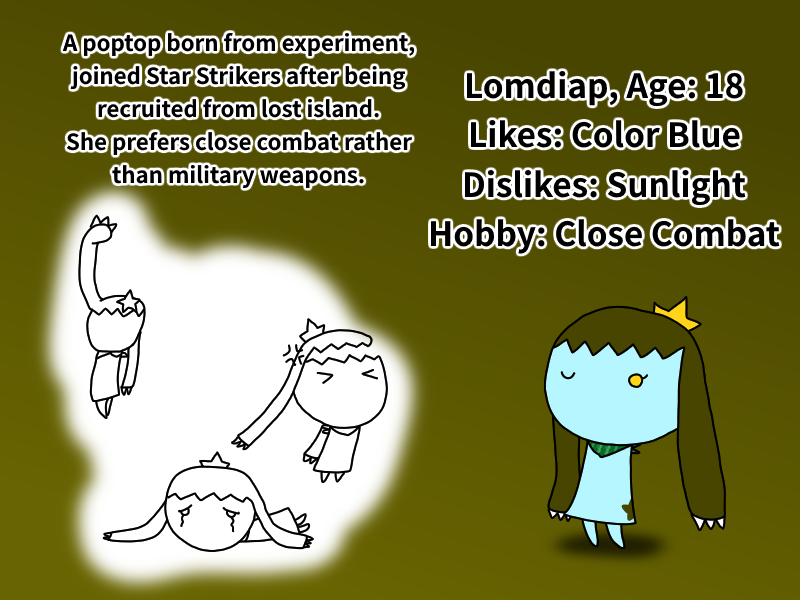 A poptop born from experiment,
joined Star Strikers after being
recruited from lost island.
She prefers close combat rather
than military weapons.
Lomdiap, Age: 18
Likes: Color Blue
Dislikes: Sunlight
Hobby: Close Combat